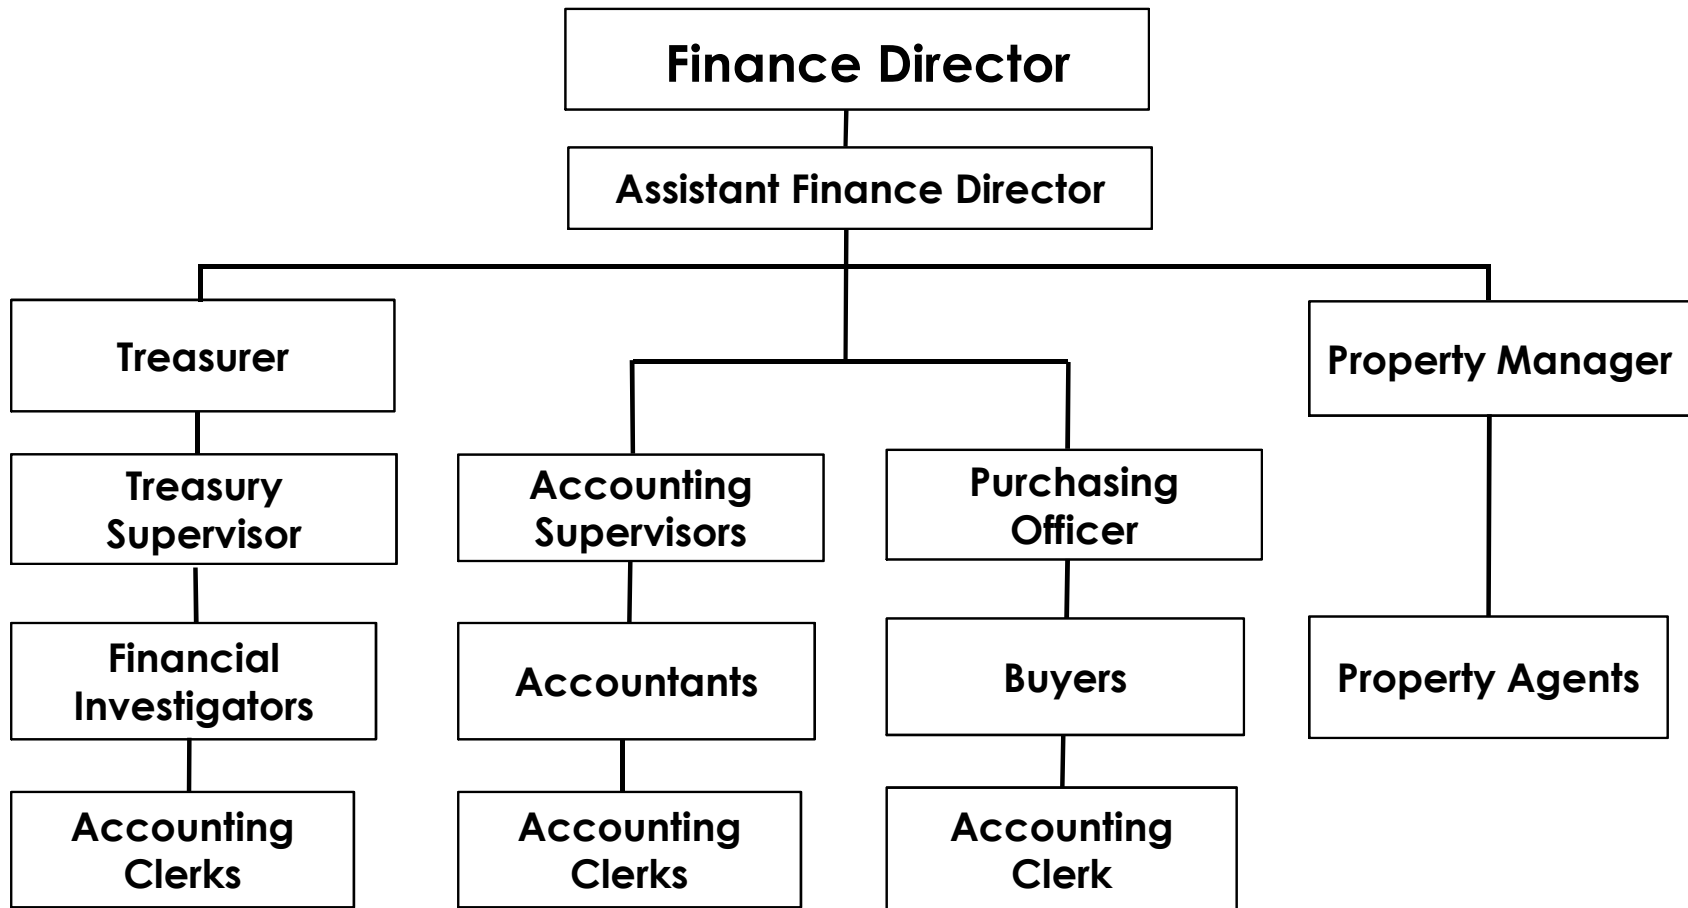 Finance Director
Assistant Finance Director
Treasurer
Property Manager
Treasury
Supervisor
Accounting
Supervisors
Purchasing
Officer
Financial
Investigators
Accountants
Buyers
Property Agents
Accounting
Clerks
Accounting
Clerks
Accounting
Clerk